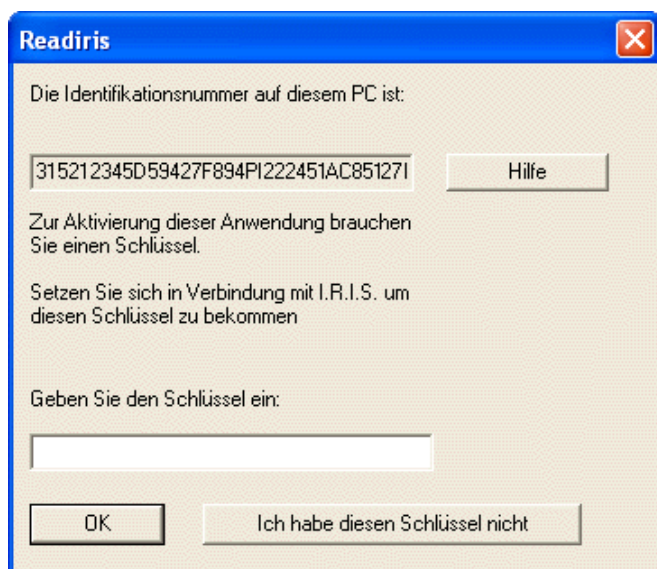 Readiris
Die Identifikationsnummer auf diesem PC ist:
315212345D59427F894PI222451AC85127I
Hilfe
Zur Aktivierung dieser Anwendung brauchen
Sie einen Schlüssel.
Setzen Sie sich in Verbindung mit I.R.I.S. um
diesen Schlüssel zu bekommen
Geben Sie den Schlüssel ein:
OK
Ich habe diesen Schlüssel nicht